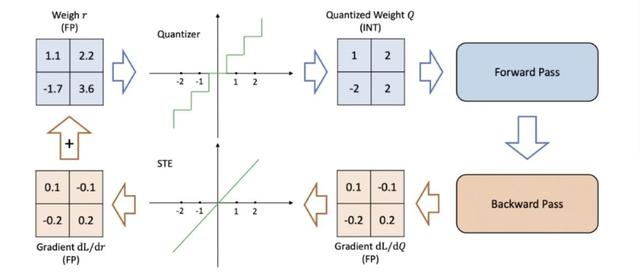 Weigh r
(FP)
1.1 2.2
-1.7 3.6
Quantizer
-2 -1 1 2
Quantized Weight Q
(INT)
1 2
-2 2
Forward Pass
+
0.1 -0.1
-0.2 0.2
Gradient dL/dr
(FP)
STE
-2 -1 1 2
0.1 -0.1
-0.2 0.2
Gradient dL/dQ
(FP)
Backward Pass